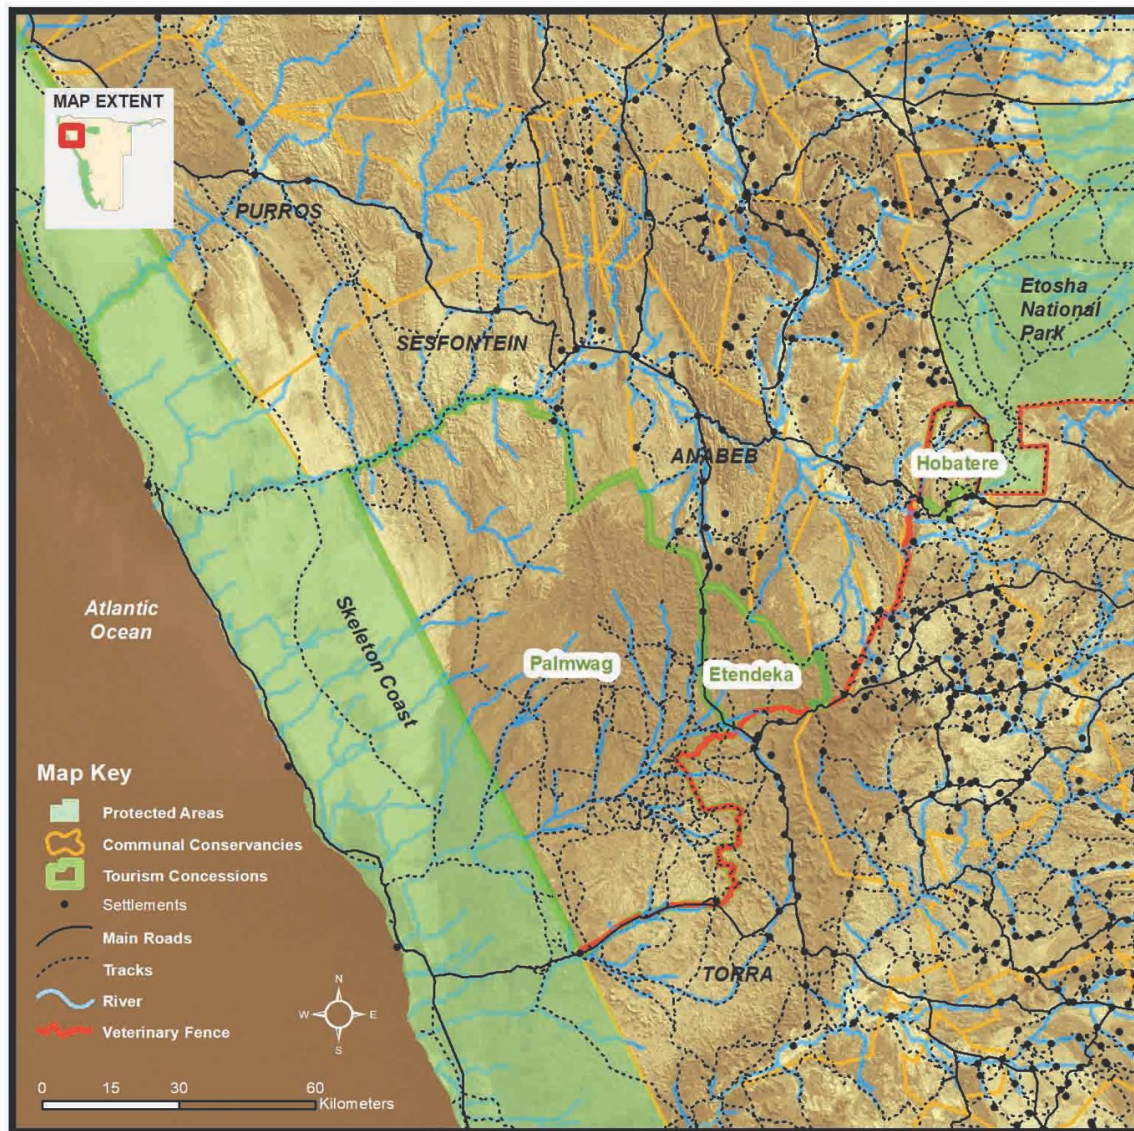 MAP EXTENT
PURROS
SESFONTEIN
Etosha
National
Park
ANABEB
Hobatere
Atlantic
Ocean
Skeleton Coast
Palmwag
Etendeka
TORRA
Map Key
Protected Areas
Communal Conservancies
Tourism Concessions
Settlements
Main Roads
Tracks
River
Veterinary Fence
N
W E
S
0 15 30 60
Kilometers